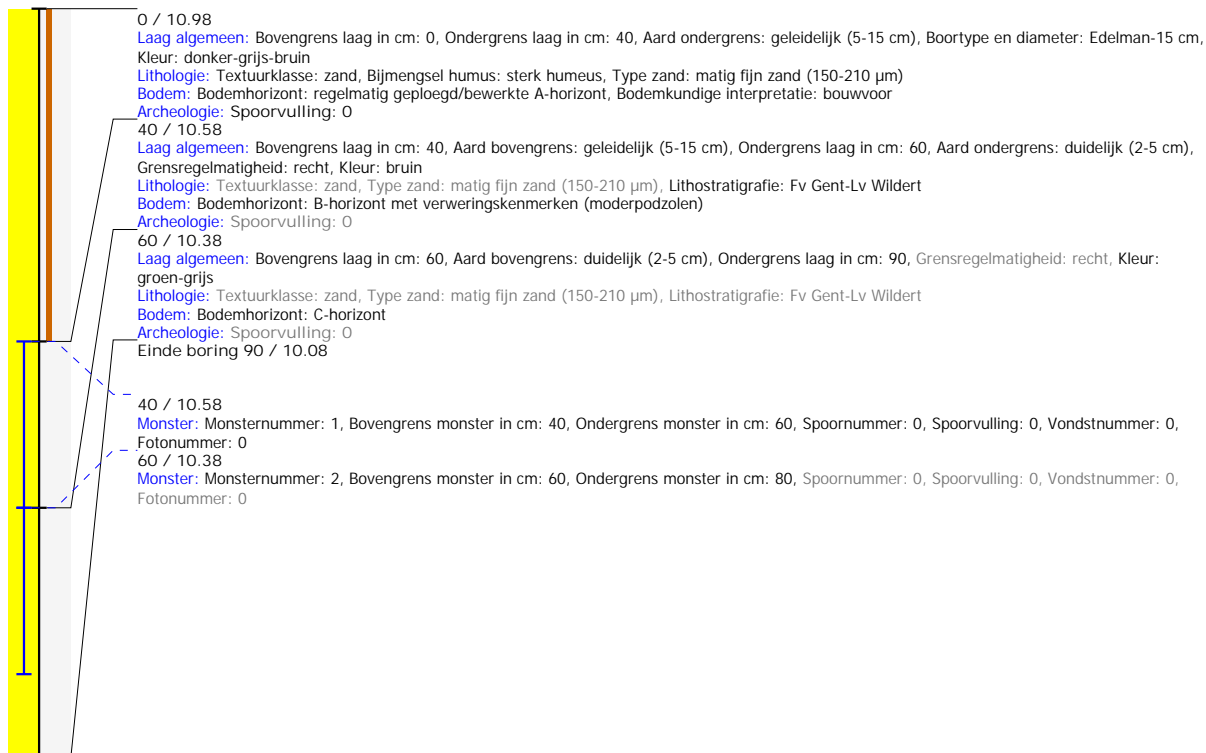 0 / 10.98
Laag algemeen: Bovengrens laag in cm: 0, Ondergrens laag in cm: 40, Aard ondergrens: geleidelijk (5-15 cm), Boortype en diameter: Edelman-15 cm,
Kleur: donker-grijs-bruin
Lithologie: Textuurklasse: zand, Bijmengsel humus: sterk humeus, Type zand: matig fijn zand (150-210 µm)
Bodem: Bodemhorizont: regelmatig geploegd/bewerkte A-horizont, Bodemkundige interpretatie: bouwvoor
Archeologie: Spoorvulling: 0
40 / 10.58
Laag algemeen: Bovengrens laag in cm: 40, Aard bovengrens: geleidelijk (5-15 cm), Ondergrens laag in cm: 60, Aard ondergrens: duidelijk (2-5 cm),
Grensregelmatigheid: recht, Kleur: bruin
Lithologie: Textuurklasse: zand, Type zand: matig fijn zand (150-210 µm), Lithostratigrafie: Fv Gent-Lv Wildert
Bodem: Bodemhorizont: B-horizont met verweringskenmerken (moderpodzolen)
Archeologie: Spoorvulling: 0
60 / 10.38
Laag algemeen: Bovengrens laag in cm: 60, Aard bovengrens: duidelijk (2-5 cm), Ondergrens laag in cm: 90, Grensregelmatigheid: recht, Kleur:
groen-grijs
Lithologie: Textuurklasse: zand, Type zand: matig fijn zand (150-210 µm), Lithostratigrafie: Fv Gent-Lv Wildert
Bodem: Bodemhorizont: C-horizont
Archeologie: Spoorvulling: 0
Einde boring 90 / 10.08
40 / 10.58
Monster: Monsternummer: 1, Bovengrens monster in cm: 40, Ondergrens monster in cm: 60, Spoornummer: 0, Spoorvulling: 0, Vondstnummer: 0,
Fotonummer: 0
60 / 10.38
Monster: Monsternummer: 2, Bovengrens monster in cm: 60, Ondergrens monster in cm: 80, Spoornummer: 0, Spoorvulling: 0, Vondstnummer: 0,
Fotonummer: 0